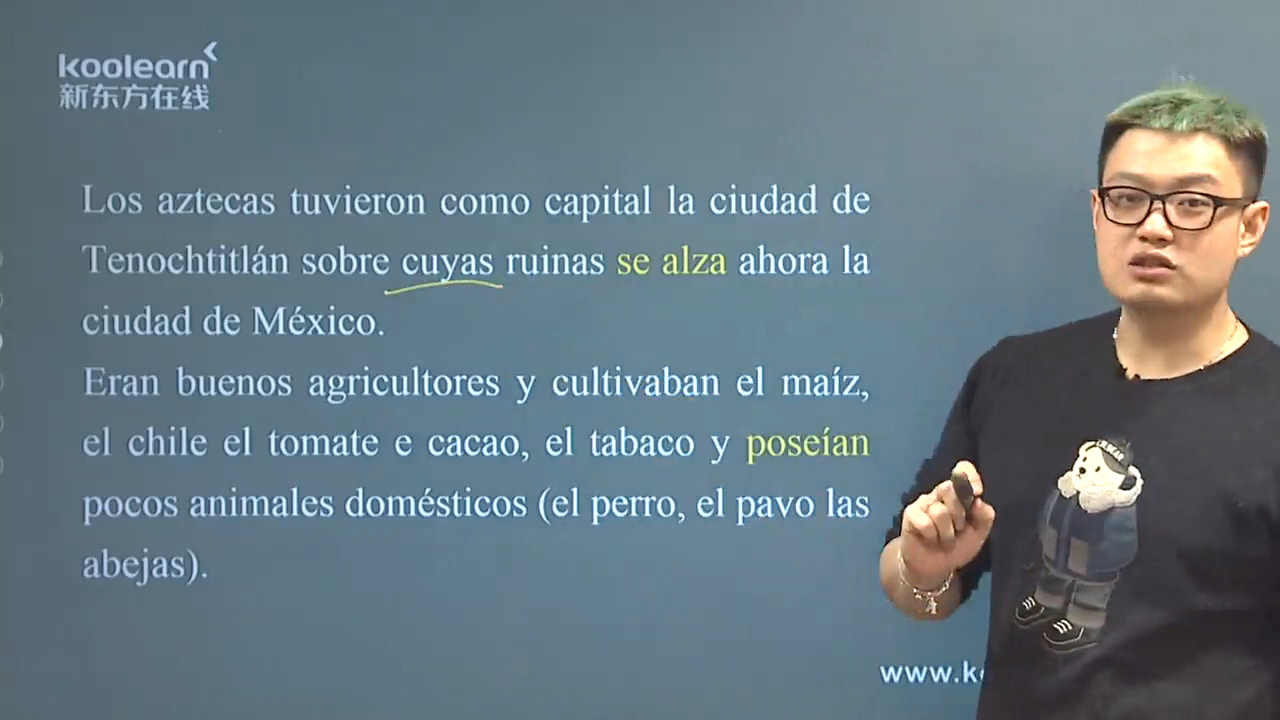 koolearn
新东方在线
Los aztecas tuvieron como capital la ciudad de
Tenochtitlán sobre cuyas ruinas se alza ahora la
ciudad de México.
Eran buenos agricultores y cultivaban el maíz,
el chile el tomate e cacao, el tabaco y poseían
pocos animales domésticos (el perro, el pavo las
abejas).
www.k